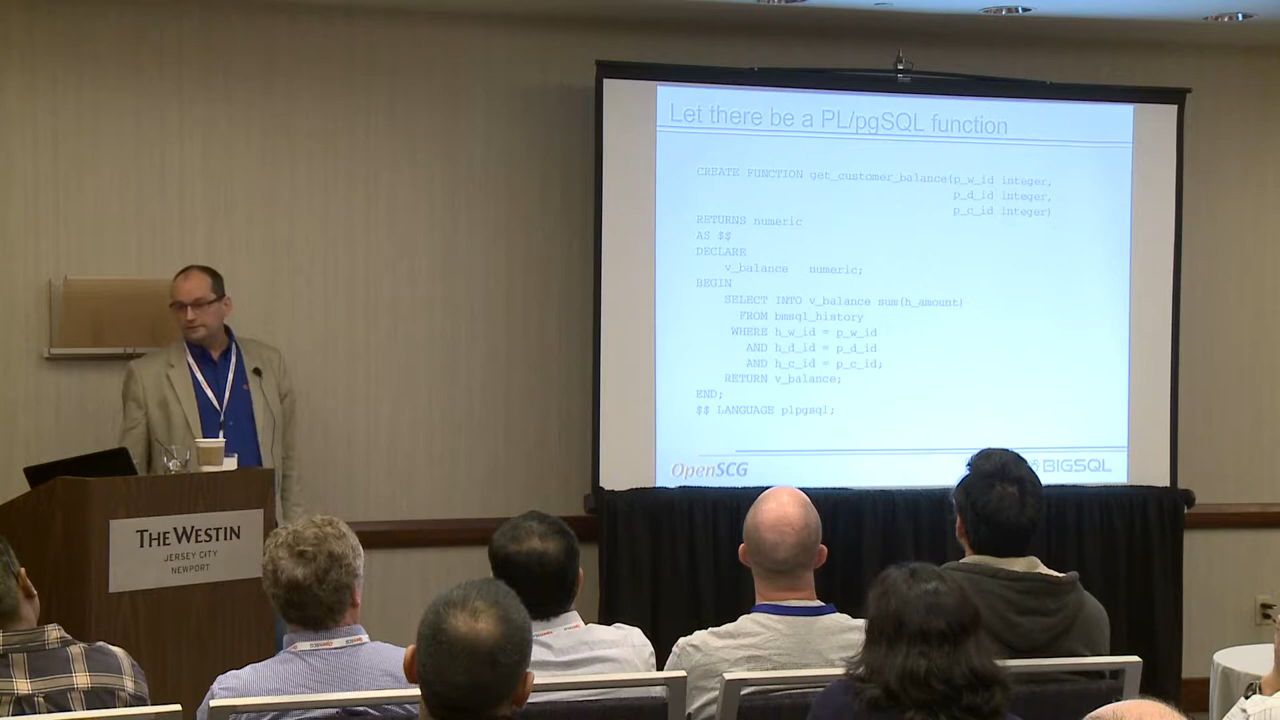 Let there be a PL/pgSQL function
CREATE FUNCTION get_customer_balance(p_w_id integer,
p_d_id integer,
p_c_id integer)
RETURNS numeric
AS $$
DECLARE
v_balance numeric;
BEGIN
SELECT INTO v_balance sum(h_amount)
FROM bmsql_history
WHERE h_w_id = p_w_id
AND h_d_id = p_d_id
AND h_c_id = p_c_id;
RETURN v_balance;
END;
$$ LANGUAGE plpgsql;
OpenSCG
BIGSQL
THE WESTIN
JERSEY CITY
NEWPORT